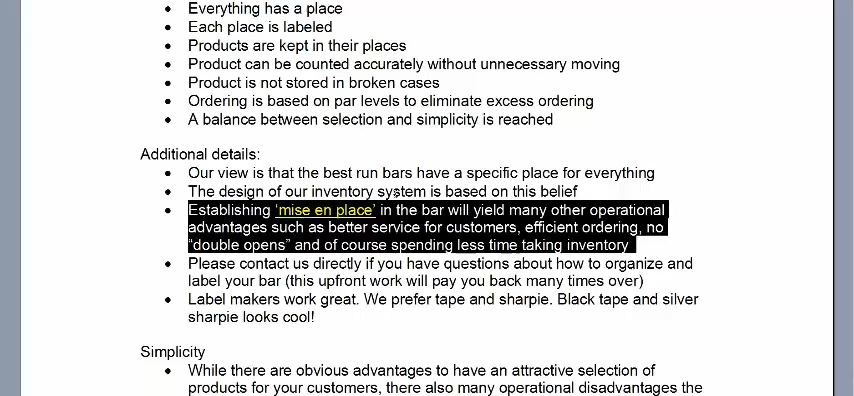 Everything has a place
Each place is labeled
Products are kept in their places
Product can be counted accurately without unnecessary moving
Product is not stored in broken cases
Ordering is based on par levels to eliminate excess ordering
A balance between selection and simplicity is reached
Additional details:
Our view is that the best run bars have a specific place for everything
The design of our inventory system is based on this belief
Establishing ‘mise en place’ in the bar will yield many other operational
advantages such as better service for customers, efficient ordering, no
“double opens” and of course spending less time taking inventory
Please contact us directly if you have questions about how to organize and
label your bar (this upfront work will pay you back many times over)
Label makers work great. We prefer tape and sharpie. Black tape and silver
sharpie looks cool!
Simplicity
While there are obvious advantages to have an attractive selection of
products for your customers, there also many operational disadvantages the